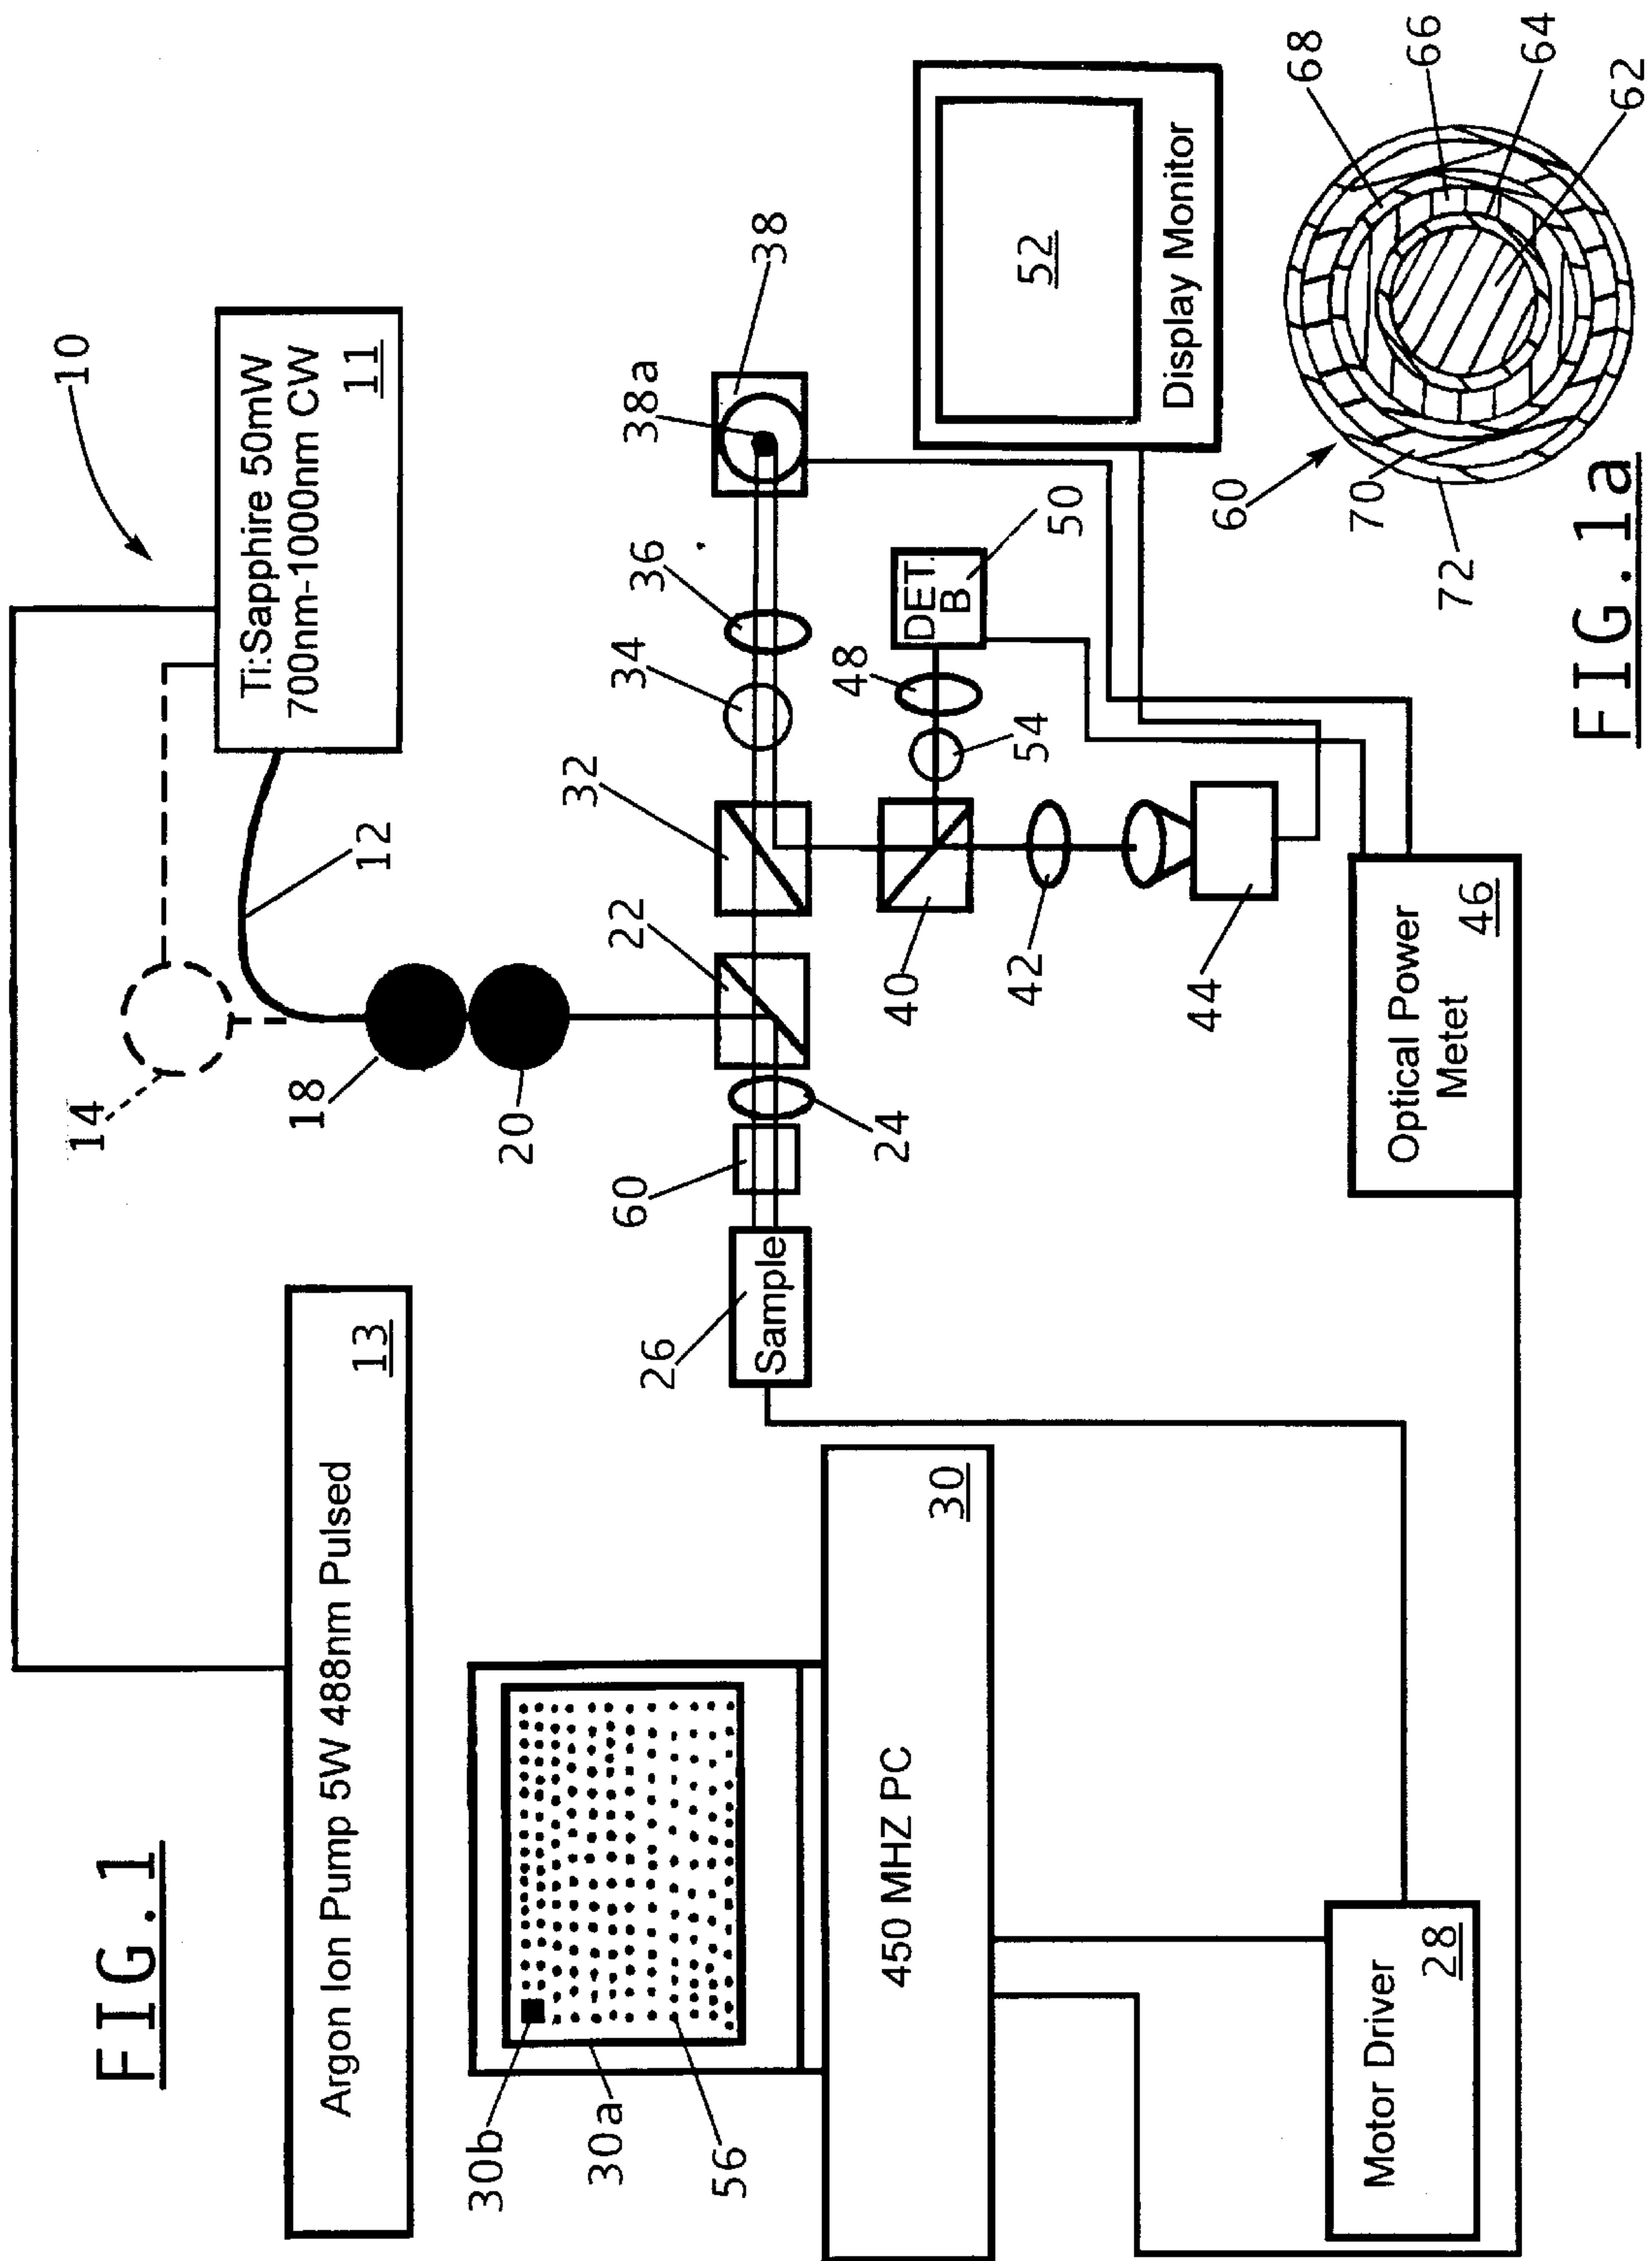 FIG.1
10
Argon Ion Pump 5W 488nm Pulsed
13
Ti:Sapphire 50mW
700nm-1000nm CW
11
14
12
18
20
30b
30a
56
450 MHZ PC
30
26
Sample
60
24
22
32
34
36
38a
38
40
42
44
54
48
DET.
B
50
52
Display Monitor
Motor Driver
28
Optical Power
Metet
46
60
70
72
68
66
64
62
FIG.1a